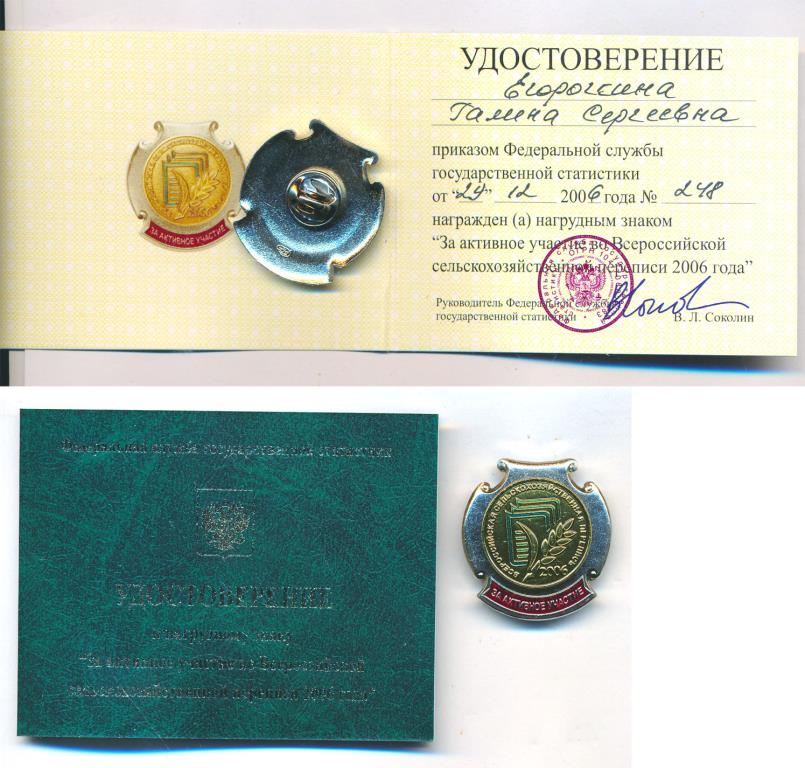 УДОСТОВЕРЕНИЕ
Егорочкина
Галина Сергеевна
приказом Федеральной службы
государственной статистики
от “29” 12 2006 года № 248
награжден (а) нагрудным знаком
“За активное участие во Всероссийской
сельскохозяйственной переписи 2006 года”
Руководитель Федеральной службы
государственной статистики
В. Л. Соколин
ЗА АКТИВНОЕ УЧАСТИЕ
Федеральная служба государственной статистики
УДОСТОВЕРЕНИЕ
к нагрудному знаку
“За активное участие во Всероссийской
сельскохозяйственной переписи 2006 года”
ВСЕРОССИЙСКАЯ СЕЛЬСКОХОЗЯЙСТВЕННАЯ ПЕРЕПИСЬ
2006
ЗА АКТИВНОЕ УЧАСТИЕ